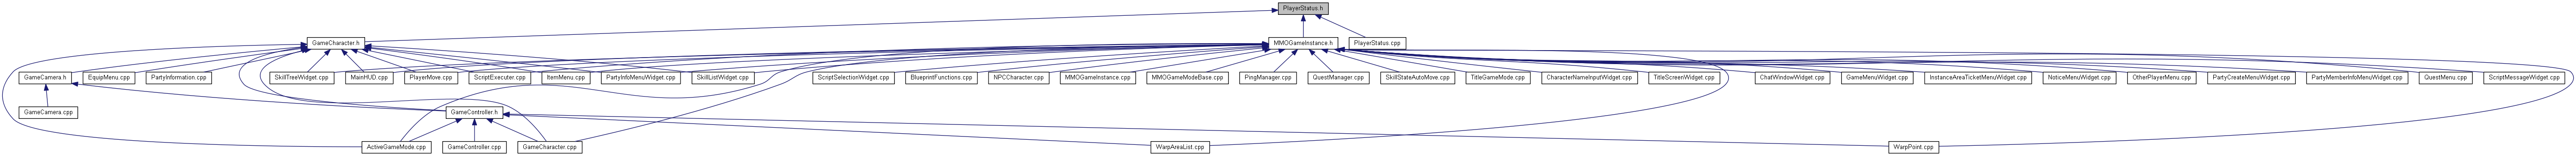 PlayerStatus.h
GameCharacter.h
MMOGameInstance.h
PlayerStatus.cpp
GameCamera.h
EquipMenu.cpp
PartyInformation.cpp
SkillTreeWidget.cpp
MainHUD.cpp
PlayerMove.cpp
ScriptExecuter.cpp
ItemMenu.cpp
PartyInfoMenuWidget.cpp
SkillListWidget.cpp
ScriptSelectionWidget.cpp
BlueprintFunctions.cpp
NPCCharacter.cpp
MMOGameInstance.cpp
MMOGameModeBase.cpp
PingManager.cpp
QuestManager.cpp
SkillStateAutoMove.cpp
TitleGameMode.cpp
CharacterNameInputWidget.cpp
TitleScreenWidget.cpp
ChatWindowWidget.cpp
GameMenuWidget.cpp
InstanceAreaTicketMenuWidget.cpp
NoticeMenuWidget.cpp
OtherPlayerMenu.cpp
PartyCreateMenuWidget.cpp
PartyMemberInfoMenuWidget.cpp
QuestMenu.cpp
ScriptMessageWidget.cpp
GameCamera.cpp
GameController.h
ActiveGameMode.cpp
GameController.cpp
GameCharacter.cpp
WarpAreaList.cpp
WarpPoint.cpp